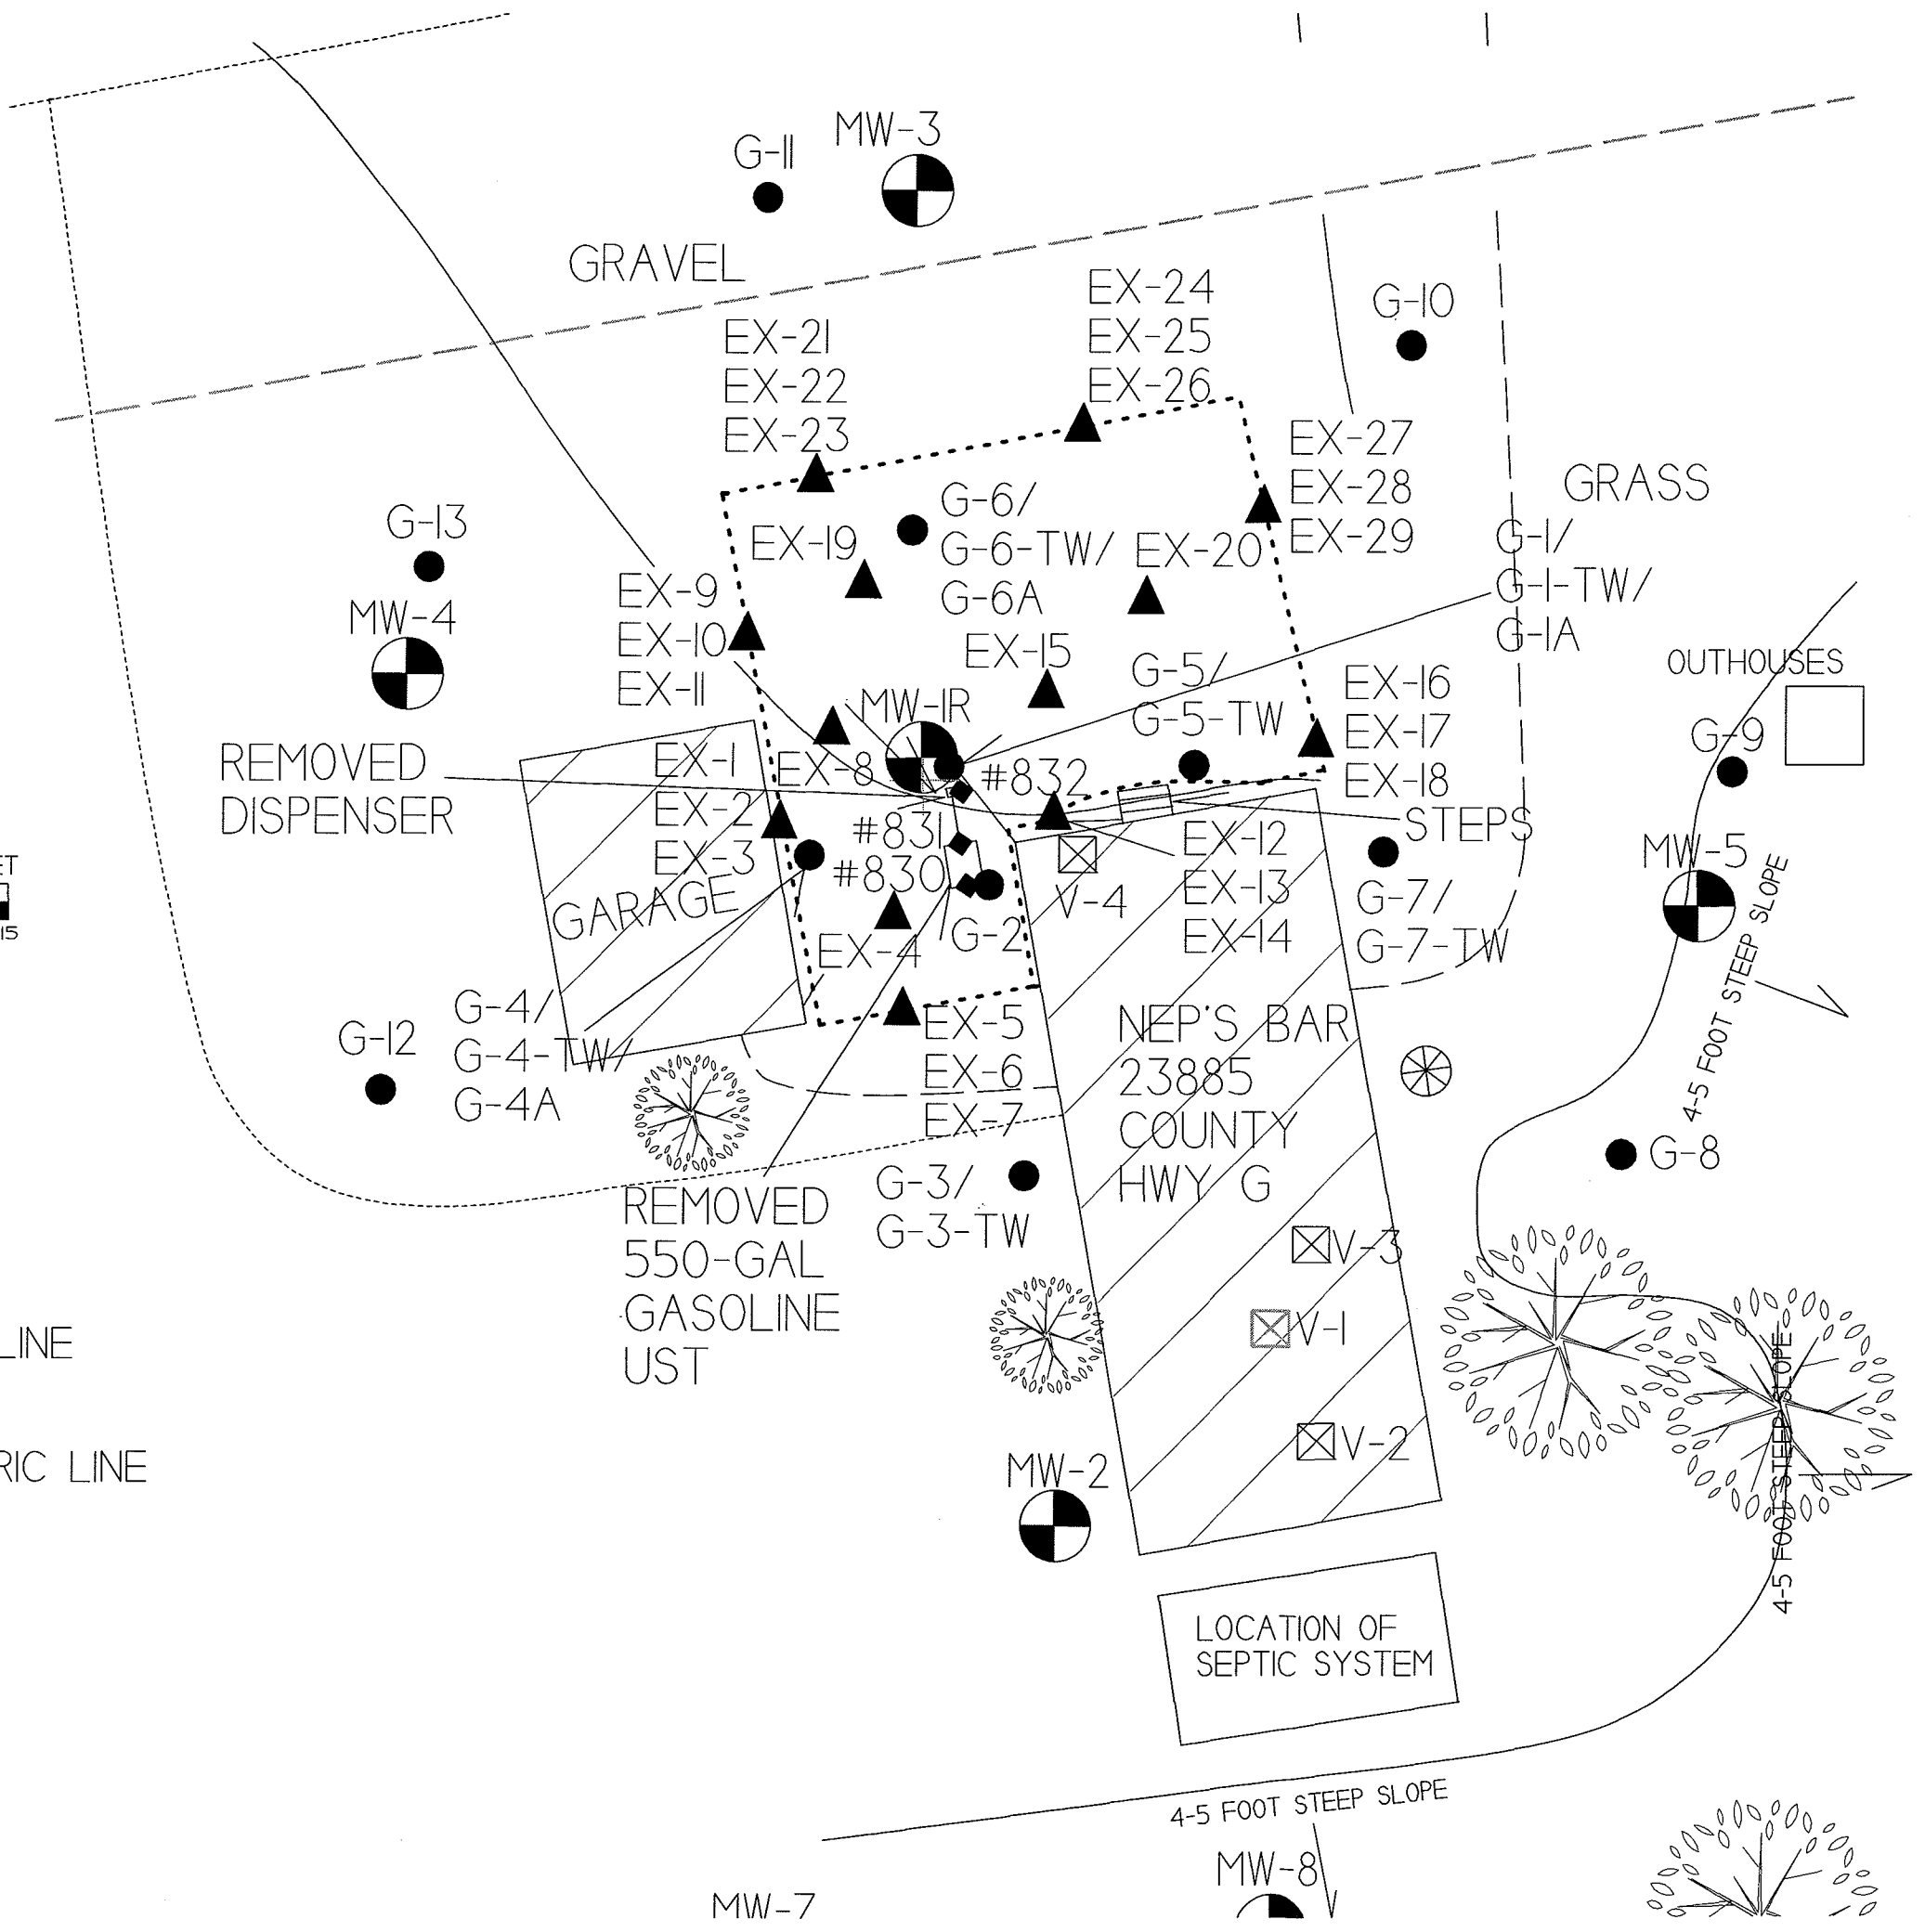 MW-3
G-11
GRAVEL
EX-24
EX-25
EX-26
G-10
EX-21
EX-22
EX-23
EX-27
EX-28
EX-29
GRASS
G-13
G-6/
G-6-TW/
G-6A
EX-19
EX-20
G-1/
G-1-TW/
G-1A
EX-9
EX-10
EX-11
MW-4
EX-15
G-5/
G-5-TW
OUTHOUSES
EX-16
EX-17
EX-18
MW-1R
G-9
REMOVED
DISPENSER
EX-1
EX-2
EX-3
EX-8
#832
#831
#830
STEPS
EX-12
EX-13
EX-14
MW-5
ET
15
V-4
G-7/
G-7-TW
GARAGE
G-2
EX-4
4-5 FOOT STEEP SLOPE
G-4/
G-4-TW/
G-4A
G-12
EX-5
EX-6
EX-7
NEP'S BAR
23885
COUNTY
HWY G
G-8
G-3/
G-3-TW
REMOVED
550-GAL
GASOLINE
UST
V-3
V-1
V-2
LINE
RIC LINE
MW-2
4-5 FOOT STEEP SLOPE
LOCATION OF
SEPTIC SYSTEM
4-5 FOOT STEEP SLOPE
MW-8
MW-7